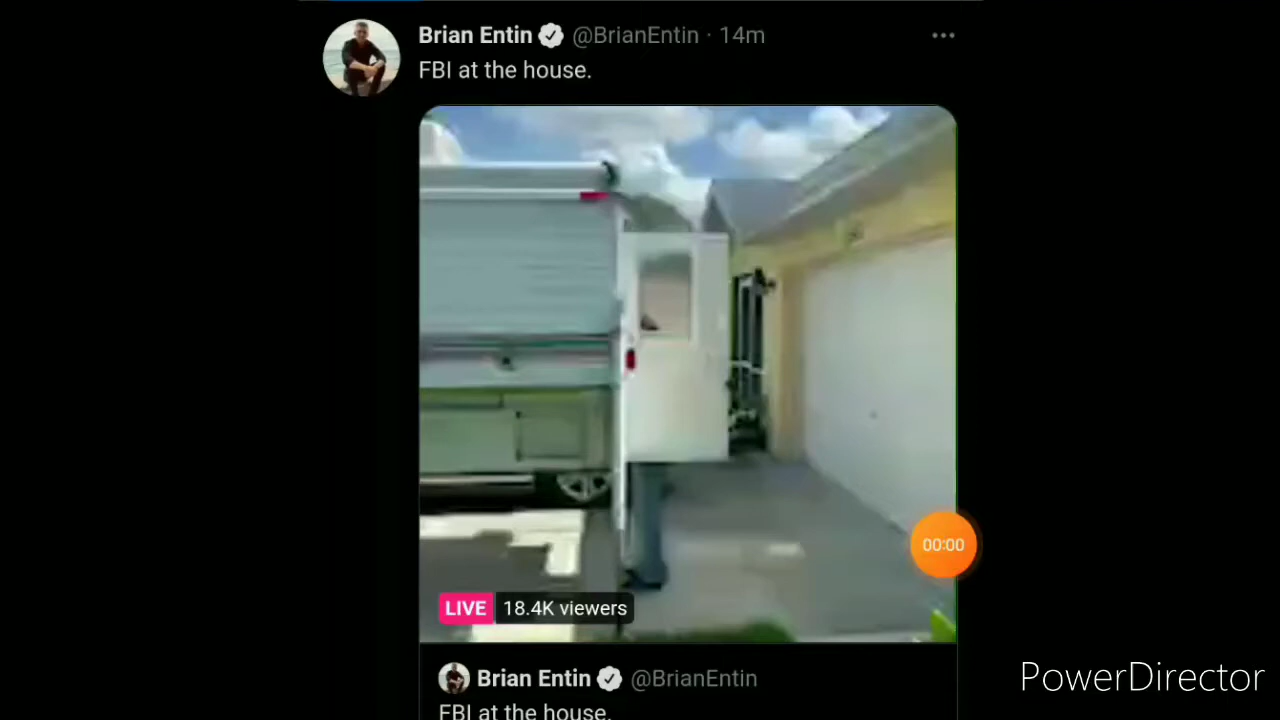 Brian Entin @BrianEntin · 14m
FBI at the house.
00:00
LIVE 18.4K viewers
Brian Entin @BrianEntin
FBI at the house.
PowerDirector